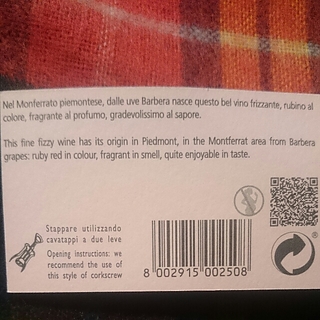 Nel Monferrato piemontese, dalle uve Barbera nasce questo bel vino frizzante, rubino al
colore, fragrante al profumo, gradevolissimo al sapore.
This fine fizzy wine has its origin in Piedmont, in the Montferrat area from Barbera
grapes: ruby red in colour, fragrant in smell, quite enjoyable in taste.
Stappare utilizzando
cavatappi a due leve
Opening instructions: we
recommend the use of
this style of corkscrew
8 002915 002508
®